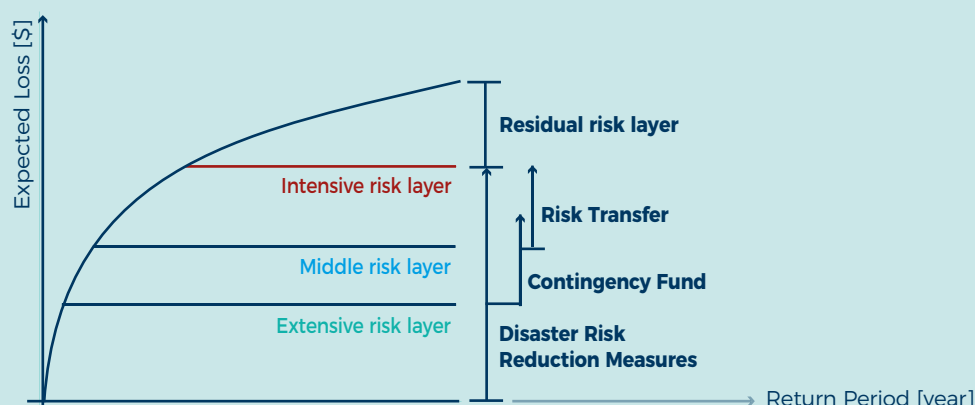 Expected Loss [$]
Residual risk layer
Intensive risk layer
Risk Transfer
Middle risk layer
Contingency Fund
Extensive risk layer
Disaster Risk
Reduction Measures
Return Period [year]